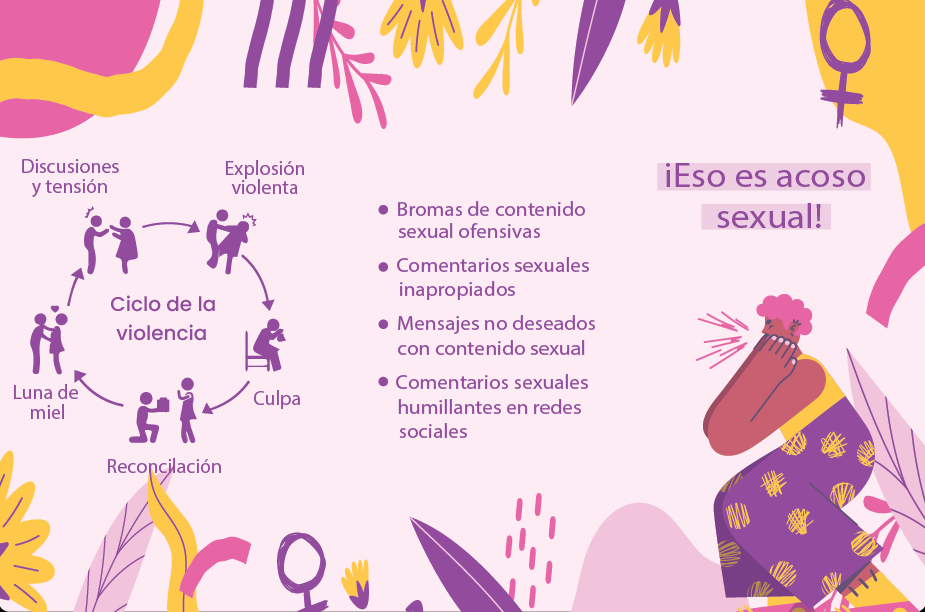 Discusiones
y tensión
Explosión
violenta
Ciclo de la
violencia
Culpa
Reconcilación
Luna de
miel
Bromas de contenido
sexual ofensivas
Comentarios sexuales
inapropiados
Mensajes no deseados
con contenido sexual
Comentarios sexuales
humillantes en redes
sociales
¡Eso es acoso
sexual!